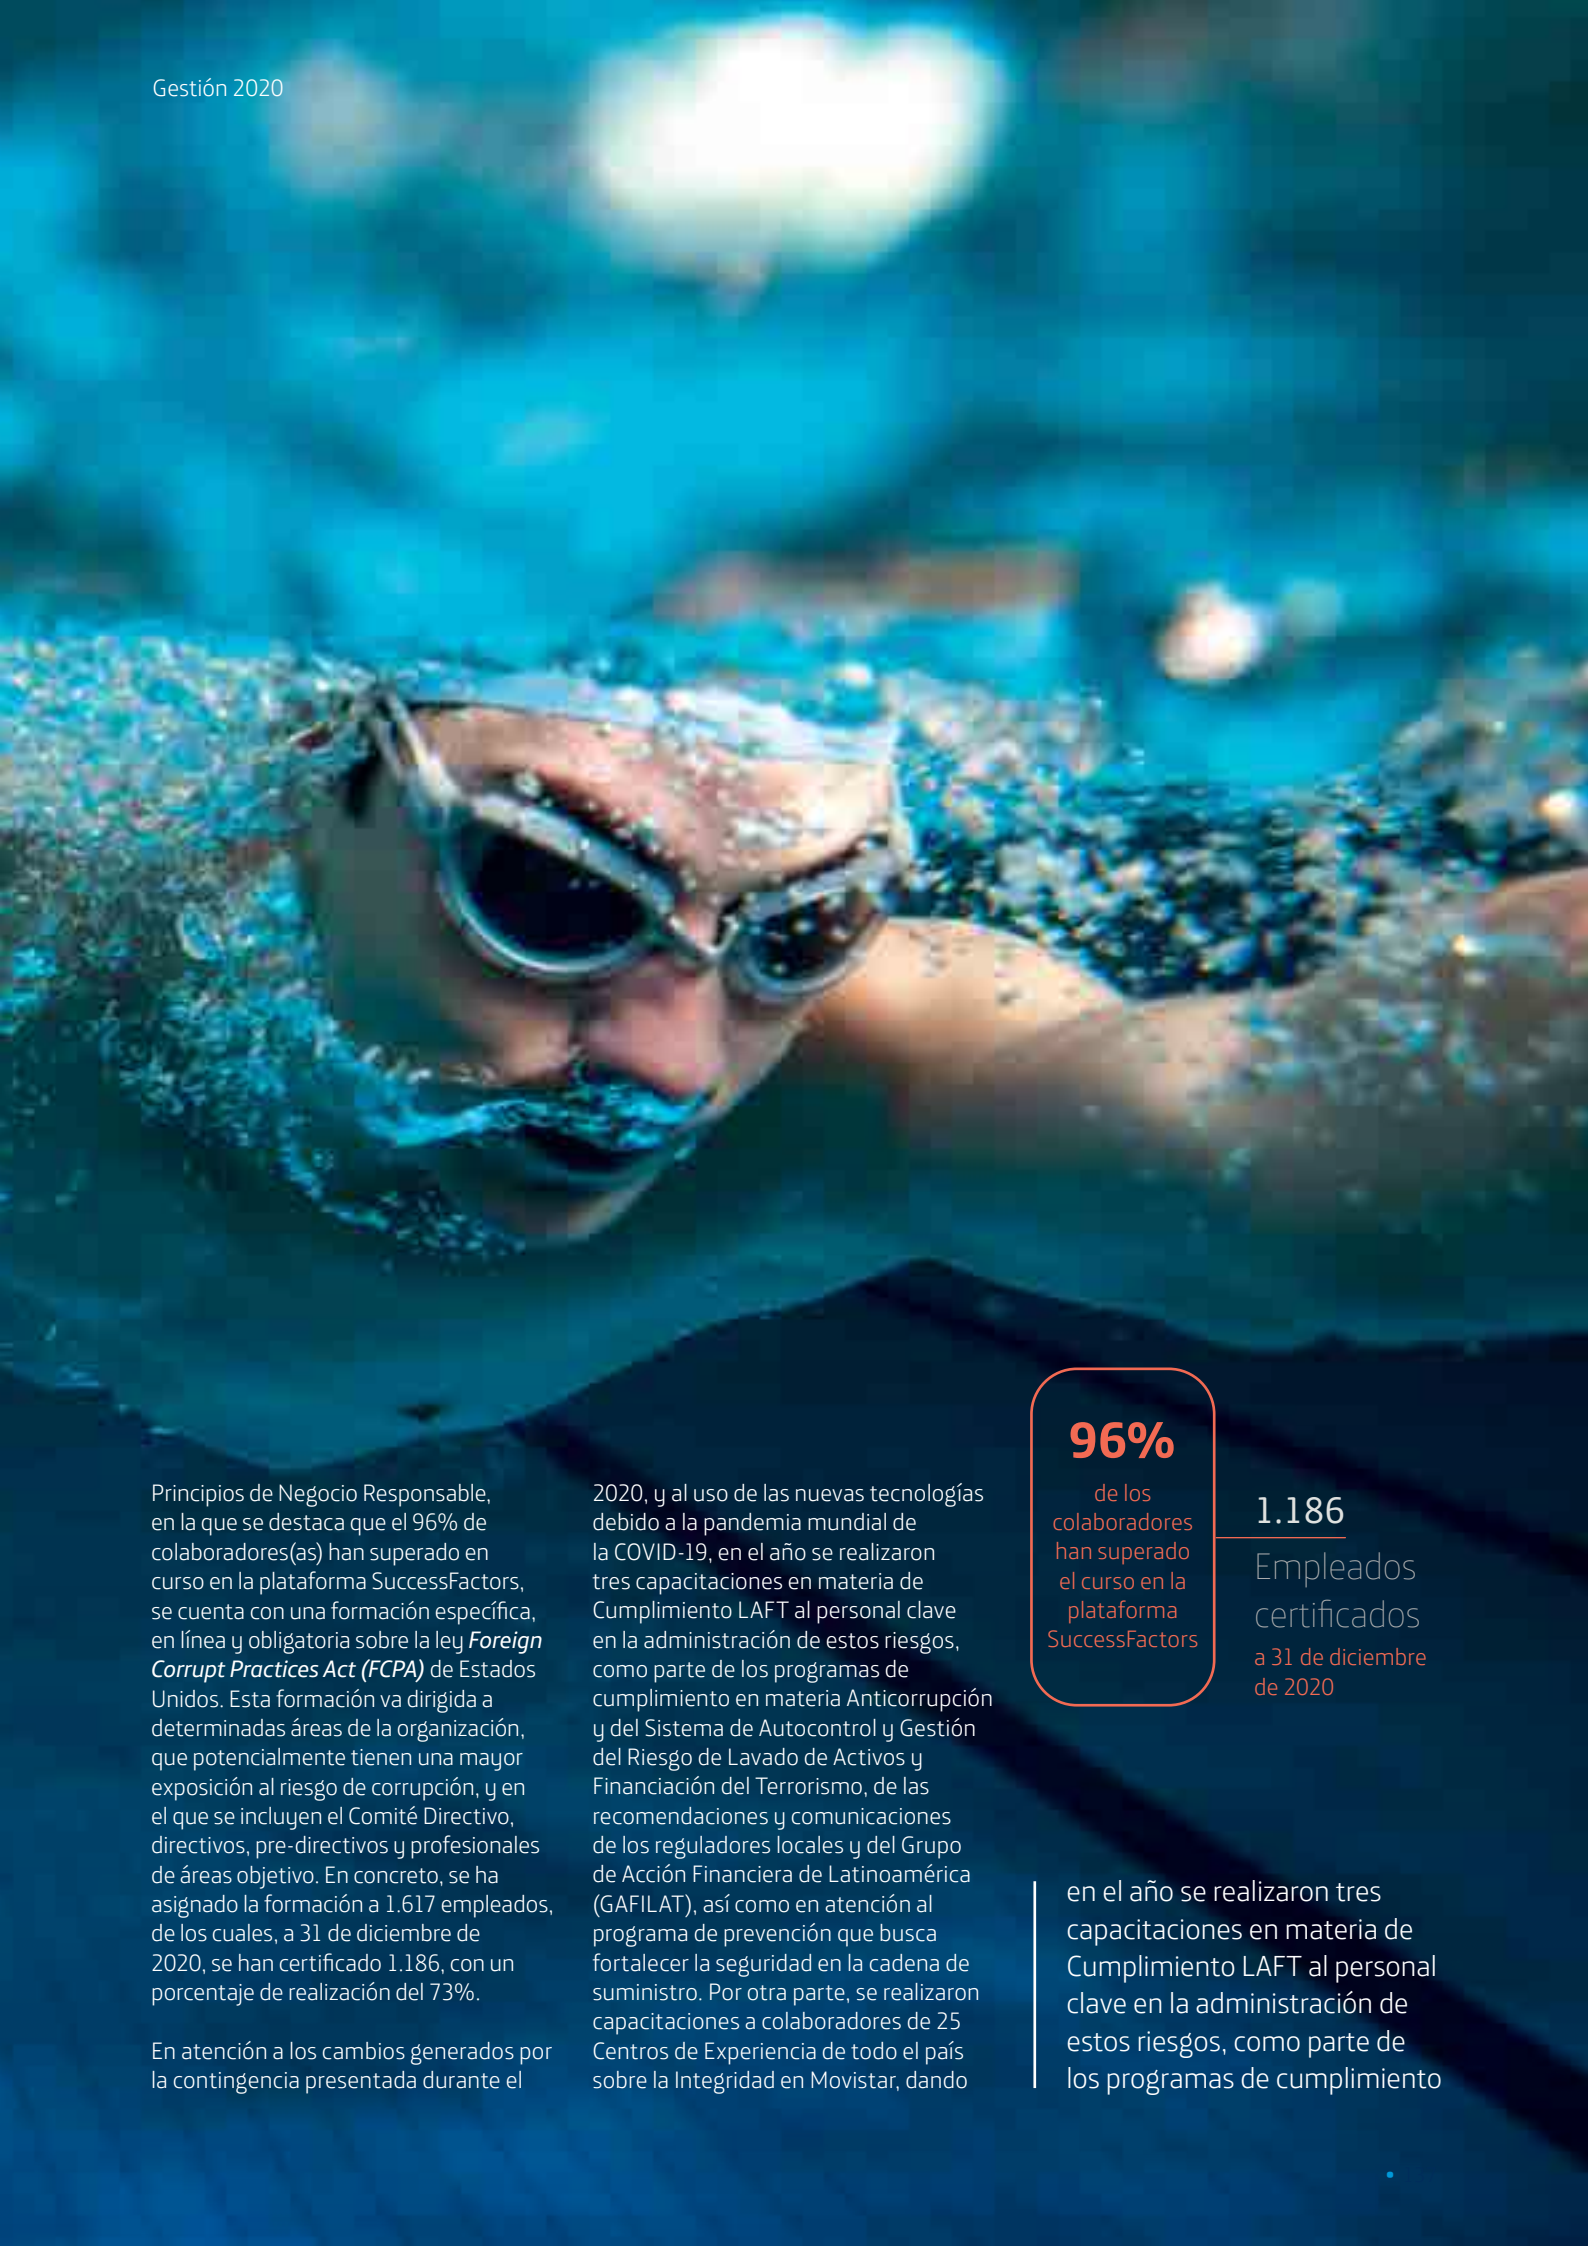 Gestión 2020
Principios de Negocio Responsable,
en la que se destaca que el 96% de
colaboradores(as) han superado en
curso en la plataforma SuccessFactors,
se cuenta con una formación específica,
en línea y obligatoria sobre la ley Foreign
Corrupt Practices Act (FCPA) de Estados
Unidos. Esta formación va dirigida a
determinadas áreas de la organización,
que potencialmente tienen una mayor
exposición al riesgo de corrupción, y en
el que se incluyen el Comité Directivo,
directivos, pre-directivos y profesionales
de áreas objetivo. En concreto, se ha
asignado la formación a 1.617 empleados,
de los cuales, a 31 de diciembre de
2020, se han certificado 1.186, con un
porcentaje de realización del 73%.
En atención a los cambios generados por
la contingencia presentada durante el
2020, y al uso de las nuevas tecnologías
debido a la pandemia mundial de
la COVID-19, en el año se realizaron
tres capacitaciones en materia de
Cumplimiento LAFT al personal clave
en la administración de estos riesgos,
como parte de los programas de
cumplimiento en materia Anticorrupción
y del Sistema de Autocontrol y Gestión
del Riesgo de Lavado de Activos y
Financiación del Terrorismo, de las
recomendaciones y comunicaciones
de los reguladores locales y del Grupo
de Acción Financiera de Latinoamérica
(GAFILAT), así como en atención al
programa de prevención que busca
fortalecer la seguridad en la cadena de
suministro. Por otra parte, se realizaron
capacitaciones a colaboradores de 25
Centros de Experiencia de todo el país
sobre la Integridad en Movistar, dando
96%
de los
colaboradores
han superado
el curso en la
plataforma
SuccessFactors
1.186
Empleados
certificados
a 31 de diciembre
de 2020
en el año se realizaron tres
capacitaciones en materia de
Cumplimiento LAFT al personal
clave en la administración de
estos riesgos, como parte de
los programas de cumplimiento